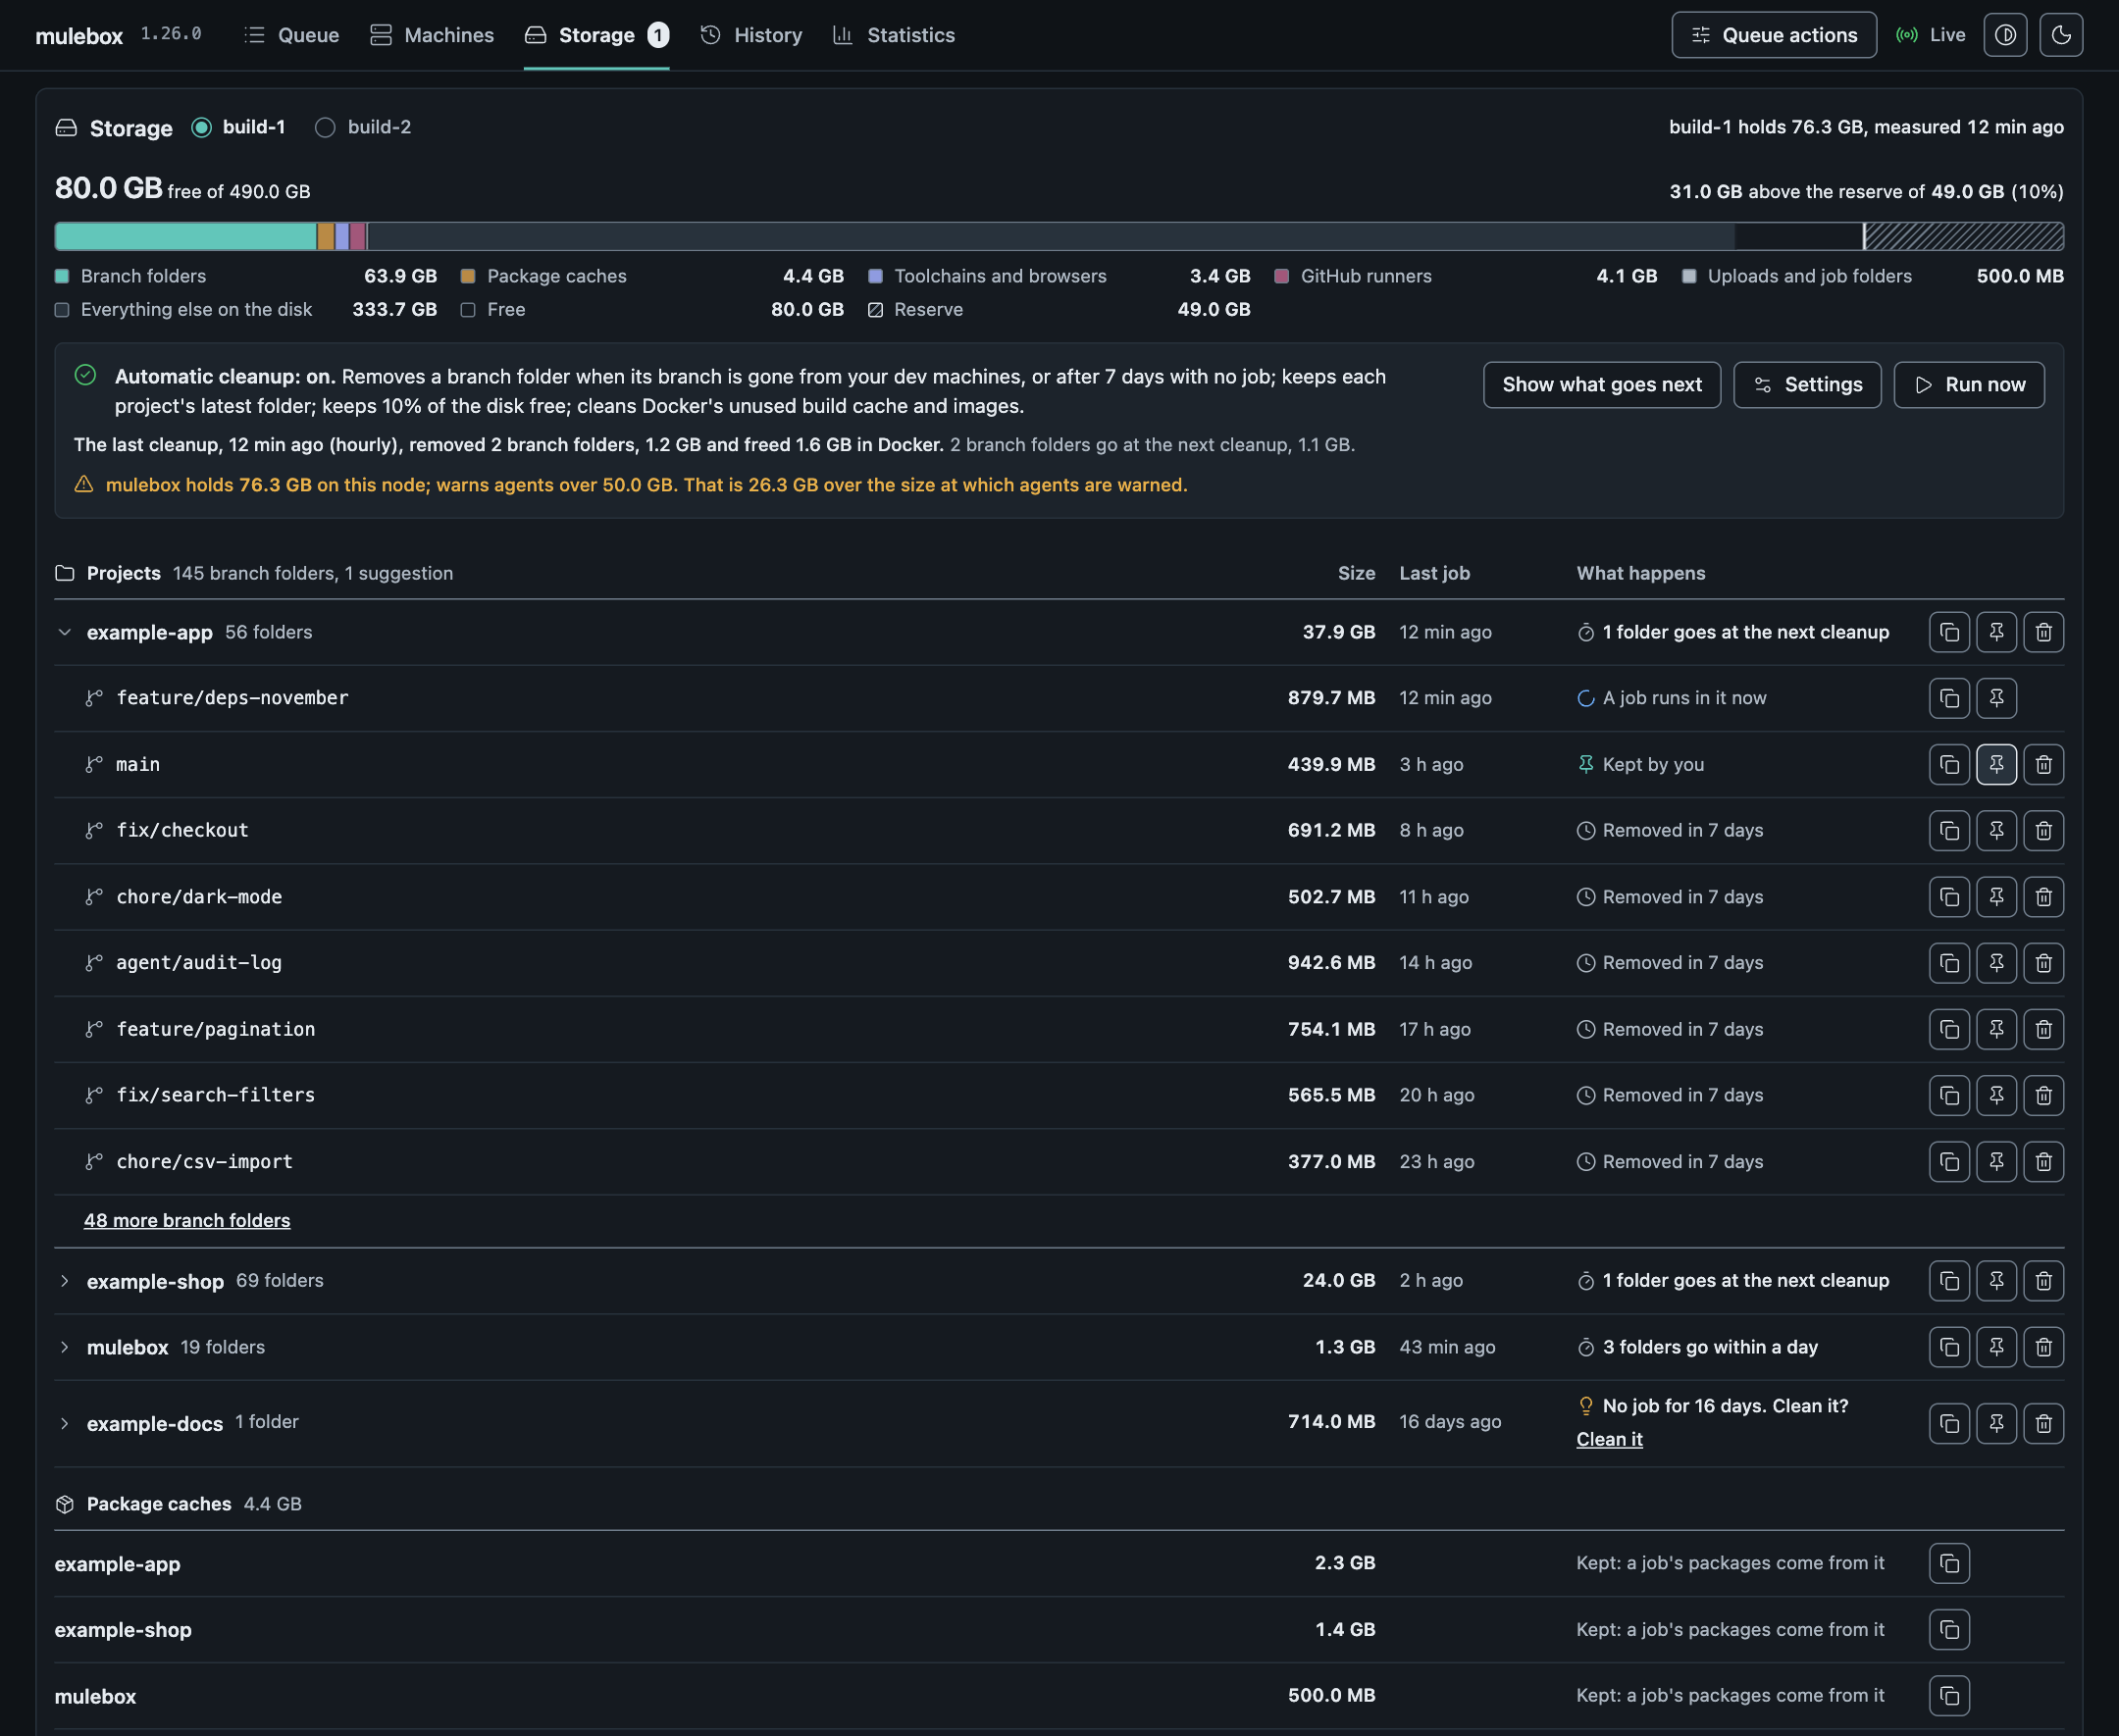 mulebox 1.26.0 Queue Machines Storage 1 History Statistics Queue actions Live
Storage build-1 build-2 build-1 holds 76.3 GB, measured 12 min ago
80.0 GB free of 490.0 GB 31.0 GB above the reserve of 49.0 GB (10%)
Branch folders 63.9 GB Package caches 4.4 GB Toolchains and browsers 3.4 GB GitHub runners 4.1 GB Uploads and job folders 500.0 MB
Everything else on the disk 333.7 GB Free 80.0 GB Reserve 49.0 GB
Automatic cleanup: on. Removes a branch folder when its branch is gone from your dev machines, or after 7 days with no job; keeps each
project's latest folder; keeps 10% of the disk free; cleans Docker's unused build cache and images.
Show what goes next Settings Run now
The last cleanup, 12 min ago (hourly), removed 2 branch folders, 1.2 GB and freed 1.6 GB in Docker. 2 branch folders go at the next cleanup, 1.1 GB.
mulebox holds 76.3 GB on this node; warns agents over 50.0 GB. That is 26.3 GB over the size at which agents are warned.
Projects 145 branch folders, 1 suggestion Size Last job What happens
example-app 56 folders 37.9 GB 12 min ago 1 folder goes at the next cleanup
feature/deps-november 879.7 MB 12 min ago A job runs in it now
main 439.9 MB 3 h ago Kept by you
fix/checkout 691.2 MB 8 h ago Removed in 7 days
chore/dark-mode 502.7 MB 11 h ago Removed in 7 days
agent/audit-log 942.6 MB 14 h ago Removed in 7 days
feature/pagination 754.1 MB 17 h ago Removed in 7 days
fix/search-filters 565.5 MB 20 h ago Removed in 7 days
chore/csv-import 377.0 MB 23 h ago Removed in 7 days
48 more branch folders
example-shop 69 folders 24.0 GB 2 h ago 1 folder goes at the next cleanup
mulebox 19 folders 1.3 GB 43 min ago 3 folders go within a day
example-docs 1 folder 714.0 MB 16 days ago No job for 16 days. Clean it?
Clean it
Package caches 4.4 GB
example-app 2.3 GB Kept: a job's packages come from it
example-shop 1.4 GB Kept: a job's packages come from it
mulebox 500.0 MB Kept: a job's packages come from it